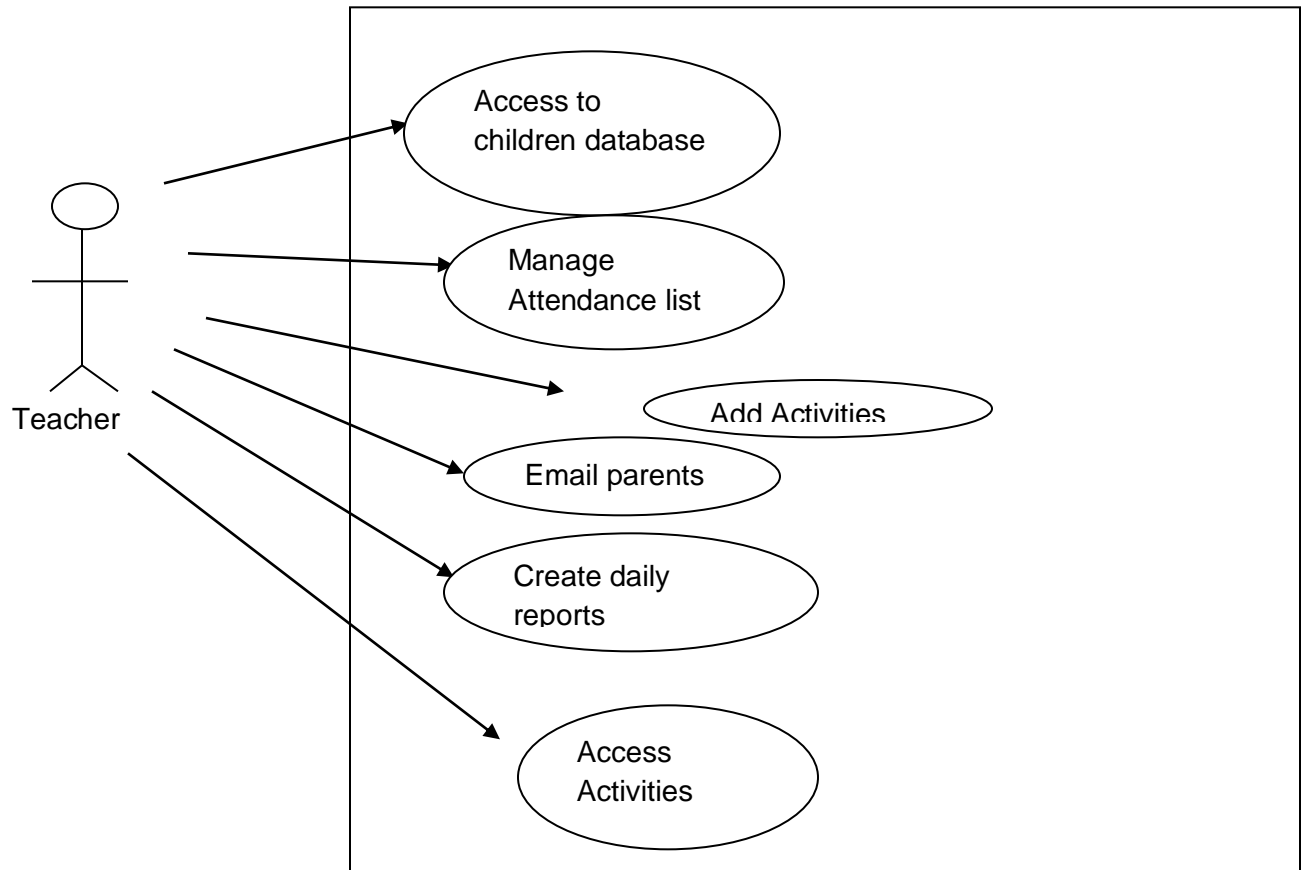 Access to
children database
Manage
Attendance list
Add Activities
Teacher
Email parents
Create daily
reports
Access
Activities